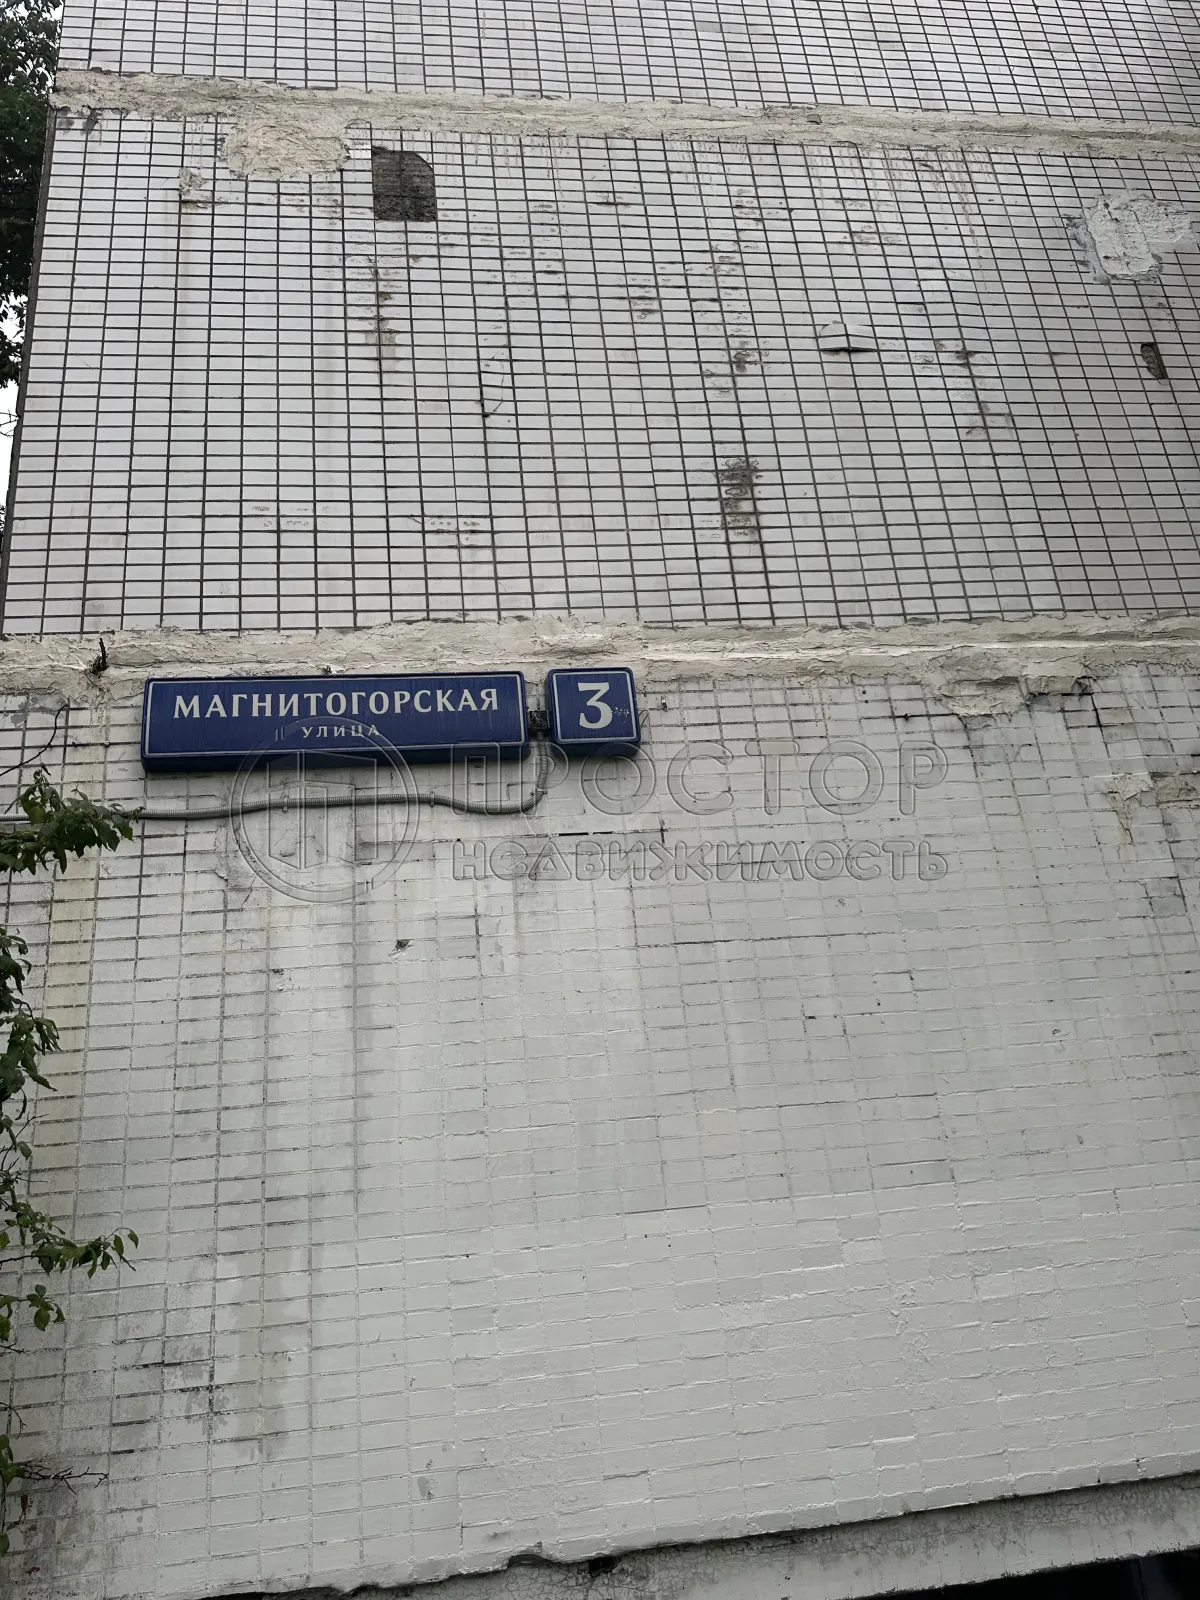 МАГНИТОГОРСКАЯ
УЛИЦА
3
ПРОСТОР
НЕДВИЖИМОСТЬ